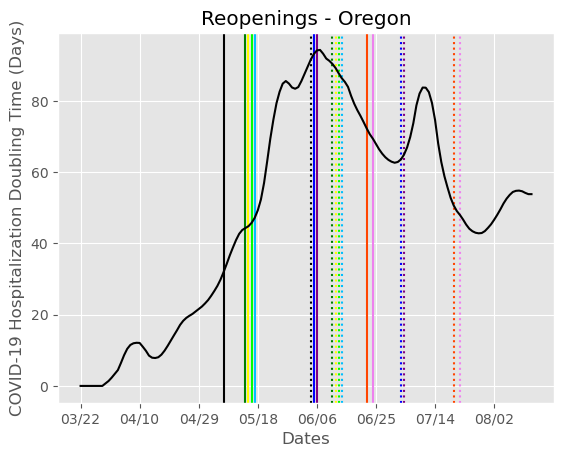 Reopenings - Oregon
COVID-19 Hospitalization Doubling Time (Days)
80
60
40
20
0
03/22 04/10 04/29 05/18 06/06 06/25 07/14 08/02
Dates